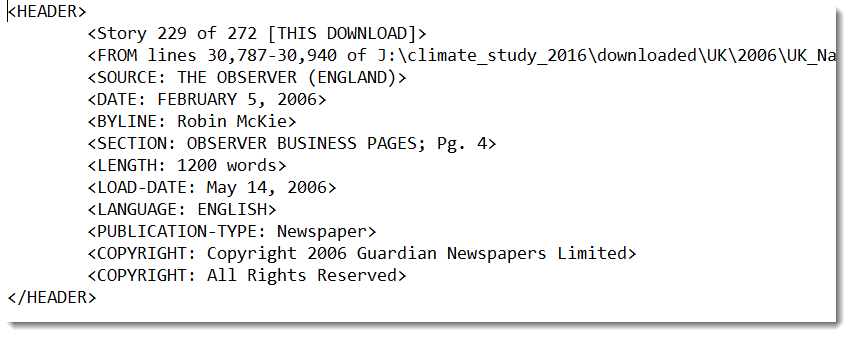 <HEADER>
<Story 229 of 272 [THIS DOWNLOAD]>
<FROM lines 30,787-30,940 of J:\climate_study_2016\downloaded\UK\2006\UK_Na
<SOURCE: THE OBSERVER (ENGLAND)>
<DATE: FEBRUARY 5, 2006>
<BYLINE: Robin McKie>
<SECTION: OBSERVER BUSINESS PAGES; Pg. 4>
<LENGTH: 1200 words>
<LOAD-DATE: May 14, 2006>
<LANGUAGE: ENGLISH>
<PUBLICATION-TYPE: Newspaper>
<COPYRIGHT: Copyright 2006 Guardian Newspapers Limited>
<COPYRIGHT: All Rights Reserved>
</HEADER>